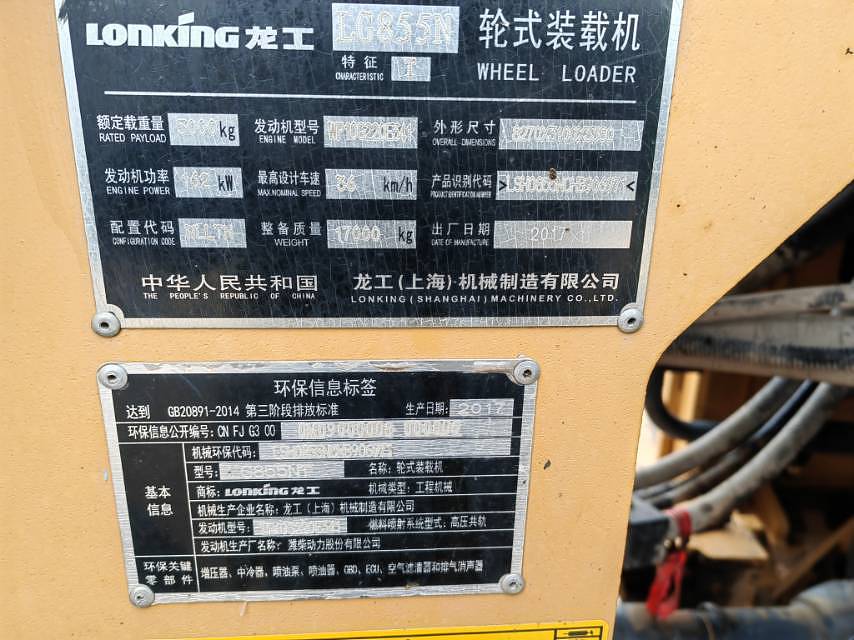 LONKING 龙工 LG855N 轮式装载机
特征 I
CHARACTERISTIC
WHEEL LOADER
额定载重量 5000 kg 发动机型号 外形尺寸
RATED PAYLOAD ENGINE MODEL OVERALL DIMENSIONS
发动机功率 162 kW 最高设计车速 36 km/h 产品识别代码
ENGINE POWER MAX.NOMINAL SPEED PRODUCT IDENTIFICATION NUMBER
配置代码 整备质量 17000 kg 出厂日期 2017
CONFIGURATION CODE WEIGHT DATE OF MANUFACTURE
中华人民共和国 龙工(上海)机械制造有限公司
THE PEOPLE'S REPUBLIC OF CHINA LONKING (SHANGHAI) MACHINERY CO.,LTD.
环保信息标签
达到 GB20891-2014 第三阶段排放标准 生产日期: 2017
环保信息公开编号: CN FJ G3 00
机械环保代码:
型号: 名称: 轮式装载机
基本信息 商标: LONKING 龙工 机械类型: 工程机械
机械生产企业名称: 龙工(上海)机械制造有限公司
发动机型号: 燃料喷射系统型式: 高压共轨
发动机生产厂名称: 潍柴动力股份有限公司
环保关键零部件 增压器、中冷器、喷油泵、喷油器、OBD、ECU、空气滤清器和排气消声器